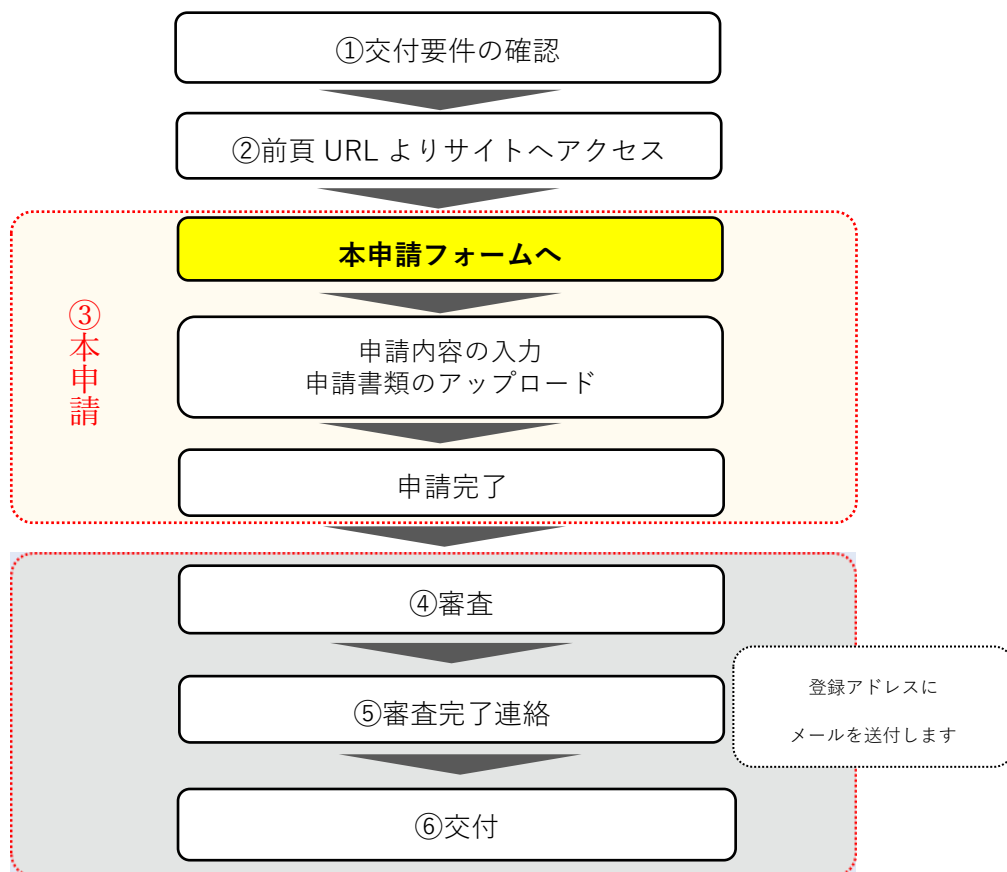 ①交付要件の確認
②前頁 URL よりサイトへアクセス
本申請フォームへ
③本申請
申請内容の入力
申請書類のアップロード
申請完了
④審査
⑤審査完了連絡
登録アドレスに
メールを送付します
⑥交付